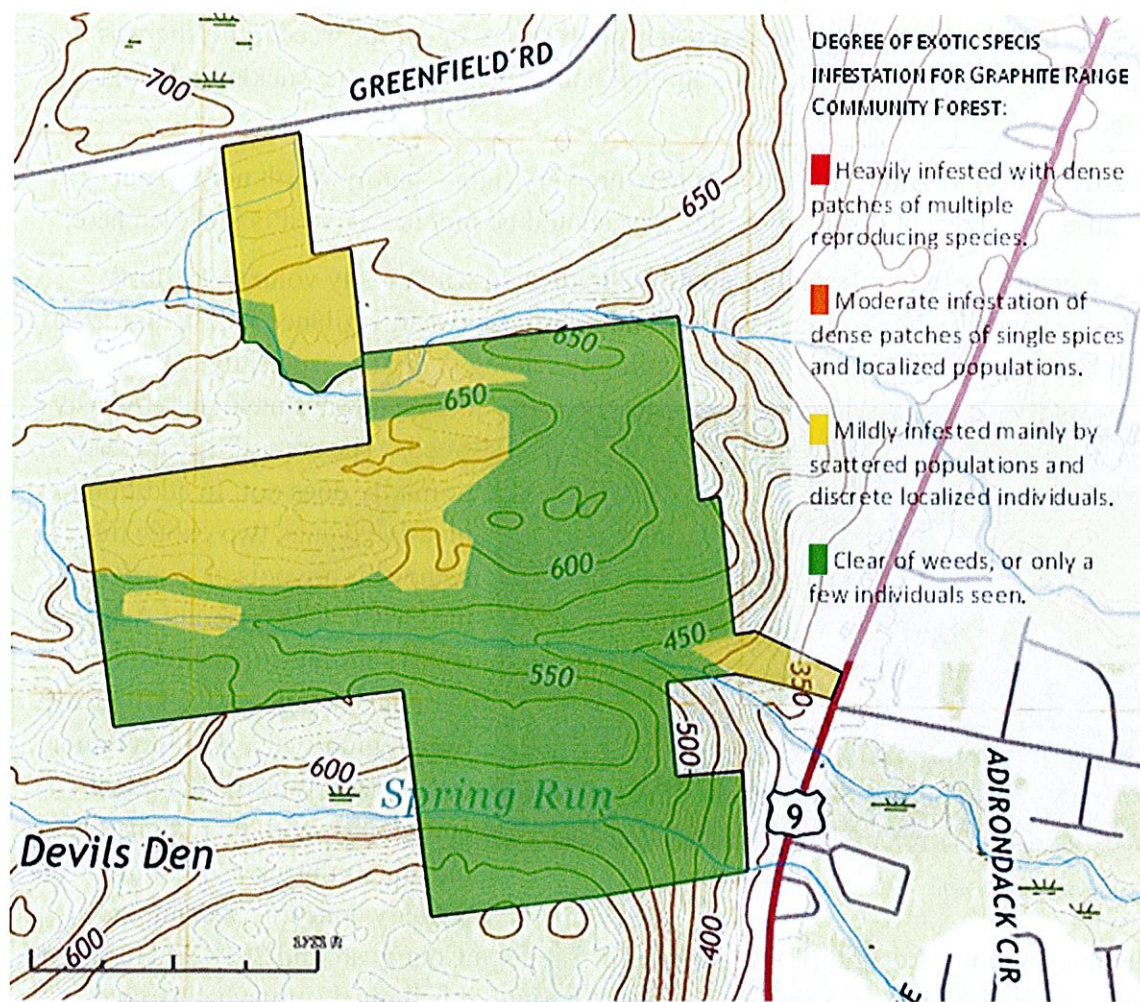 DEGREE OF EXOTIC SPECIS
INFESTATION FOR GRAPHITE RANGE
COMMUNITY FOREST:
Heavily infested with dense
patches of multiple
reproducing species.
Moderate infestation of
dense patches of single spices
and localized populations.
Mildly infested mainly by
scattered populations and
discrete localized individuals.
Clear of weeds, or only a
few individuals seen.
GREENFIELD RD
700
650
650
650
600
450
550
350
500
600
Spring Run
9
ADIRONDACK CIR
Devils Den
600
400